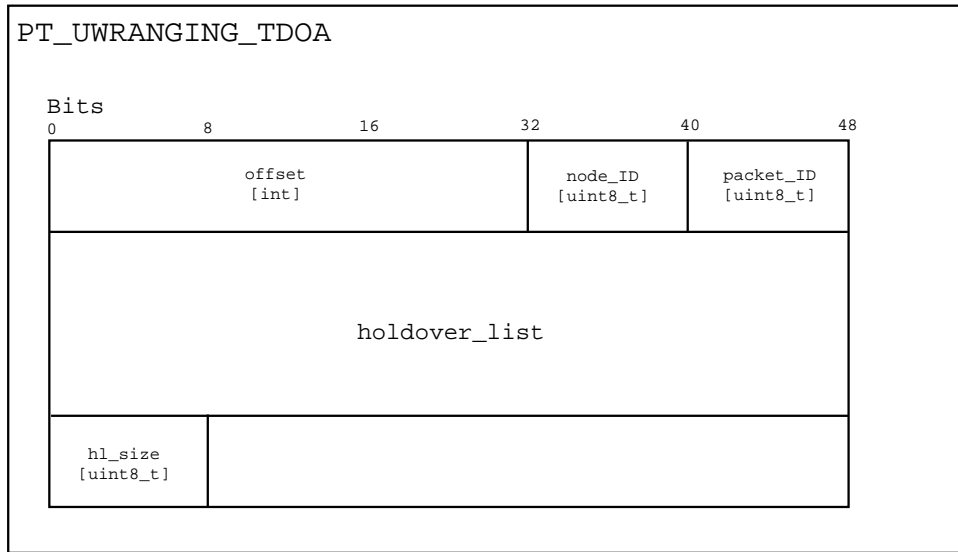 PT_UWRANGING_TDOA
Bits
0 8 16 32 40 48
offset
[int]
node_ID
[uint8_t]
packet_ID
[uint8_t]
holdover_list
hl_size
[uint8_t]